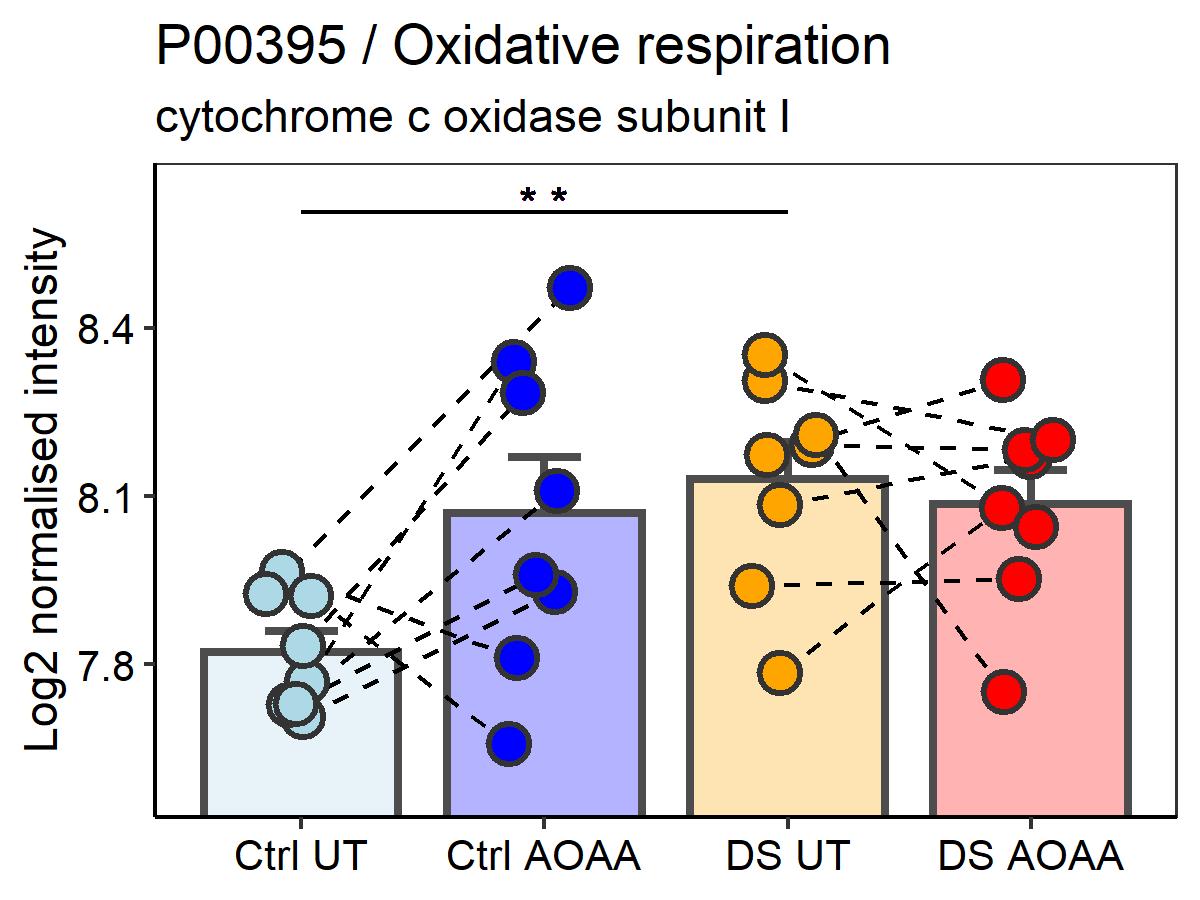 P00395 / Oxidative respiration
cytochrome c oxidase subunit I
* *
Log2 normalised intensity
8.4
8.1
7.8
Ctrl UT
Ctrl AOAA
DS UT
DS AOAA